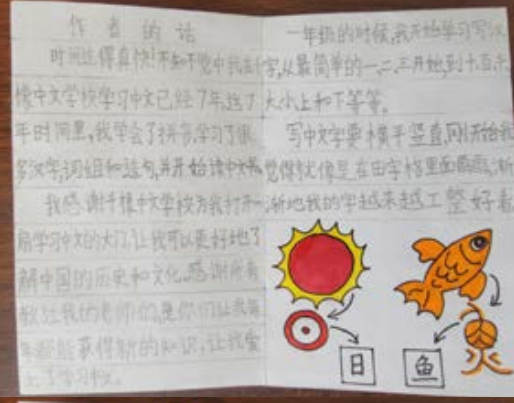 作者的话
时间过得真快!不知不觉中我在千
橡中文学校学习中文已经7年,这7
年时间里,我学会了拼音,学习了很
多汉字,词组和造句,并开始读中文
我感谢千橡中文学校为我打开一
扇学习中文的大门,让我可以更好地了
解中国的历史和文化。感谢所有
教过我的老师们,是你们让我每
年都能获得新的知识,让我爱
上了学习中文。
一年级的时候,我开始学习写汉
字,从最简单的一,二,三开始,到十百千,
大小上和下等等。
写中文字要横平竖直,刚开始我
觉得就像是在田字格里面画画,渐
渐地我的字越来越工整好看
日
鱼